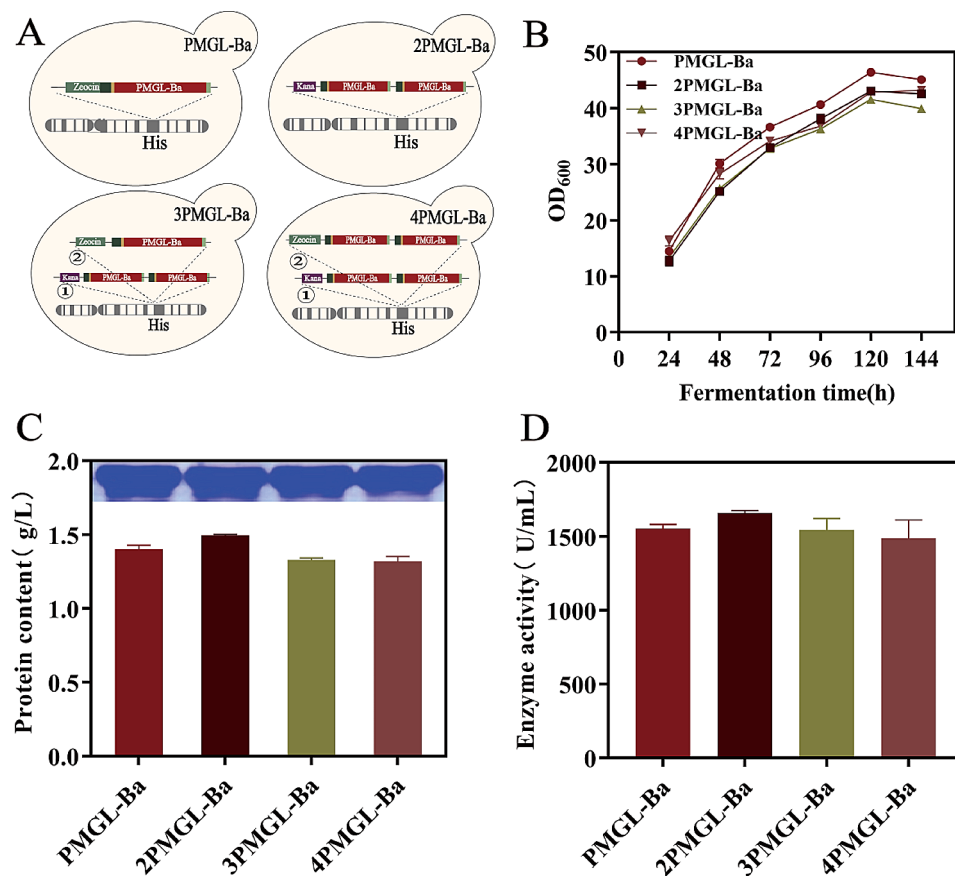 A
PMGL-Ba
Zeocin
PMGL-Ba
His
2PMGL-Ba
Kana
PMGL-Ba
PMGL-Ba
His
3PMGL-Ba
Zeocin
PMGL-Ba
②
Kana
PMGL-Ba
PMGL-Ba
①
His
4PMGL-Ba
Zeocin
PMGL-Ba
PMGL-Ba
②
Kana
PMGL-Ba
PMGL-Ba
①
His
B
50
40
30
20
10
0
OD600
PMGL-Ba
2PMGL-Ba
3PMGL-Ba
4PMGL-Ba
0 24 48 72 96 120 144
Fermentation time(h)
C
2.0
1.5
1.0
0.5
0.0
Protein content( g/L)
PMGL-Ba
2PMGL-Ba
3PMGL-Ba
4PMGL-Ba
D
2000
1500
1000
500
0
Enzyme activity( U/mL)
PMGL-Ba
2PMGL-Ba
3PMGL-Ba
4PMGL-Ba